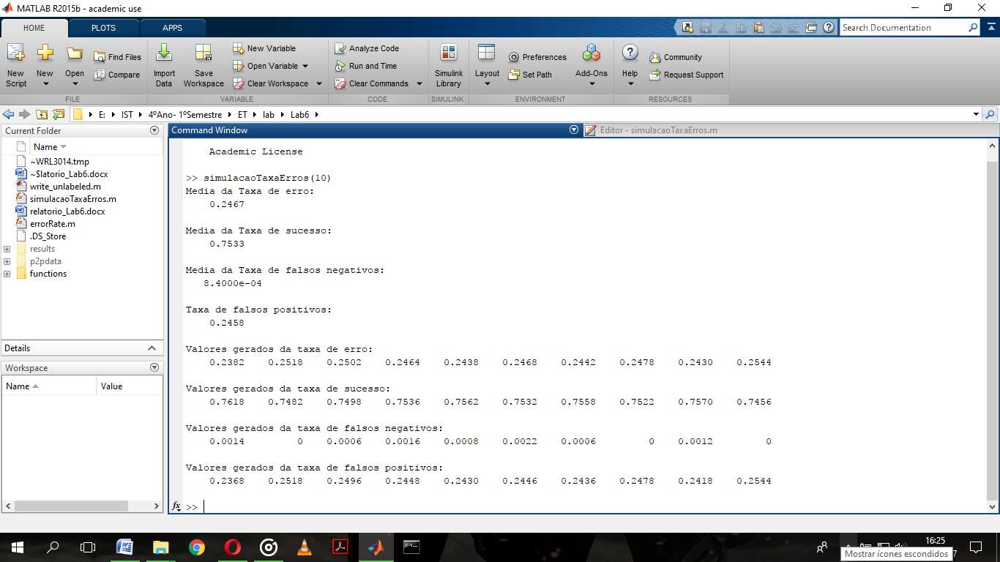 MATLAB R2015b - academic use
HOME PLOTS APPS
Search Documentation
New Script
New
Open
Find Files
Compare
FILE
Import Data
Save Workspace
New Variable
Open Variable
Clear Workspace
VARIABLE
Analyze Code
Run and Time
Clear Commands
CODE
Simulink Library
SIMULINK
Layout
Preferences
Set Path
Add-Ons
ENVIRONMENT
Help
Community
Request Support
RESOURCES
E: IST 4ºAno- 1ºSemestre ET lab Lab6
Current Folder
Name
~WRL3014.tmp
~$latorio_Lab6.docx
write_unlabeled.m
simulacaoTaxaErros.m
relatorio_Lab6.docx
errorRate.m
.DS_Store
results
p2pdata
functions
Details
Workspace
Name Value
Command Window
Editor - simulacaoTaxaErros.m
Academic License
>> simulacaoTaxaErros(10)
Media da Taxa de erro:
0.2467
Media da Taxa de sucesso:
0.7533
Media da Taxa de falsos negativos:
8.4000e-04
Taxa de falsos positivos:
0.2458
Valores gerados da taxa de erro:
0.2382 0.2518 0.2502 0.2464 0.2438 0.2468 0.2442 0.2478 0.2430 0.2544
Valores gerados da taxa de sucesso:
0.7618 0.7482 0.7498 0.7536 0.7562 0.7532 0.7558 0.7522 0.7570 0.7456
Valores gerados da taxa de falsos negativos:
0.0014 0 0.0006 0.0016 0.0008 0.0022 0.0006 0 0.0012 0
Valores gerados da taxa de falsos positivos:
0.2368 0.2518 0.2496 0.2448 0.2430 0.2446 0.2436 0.2478 0.2418 0.2544
fx >>
16:25
Mostrar ícones escondidos 7